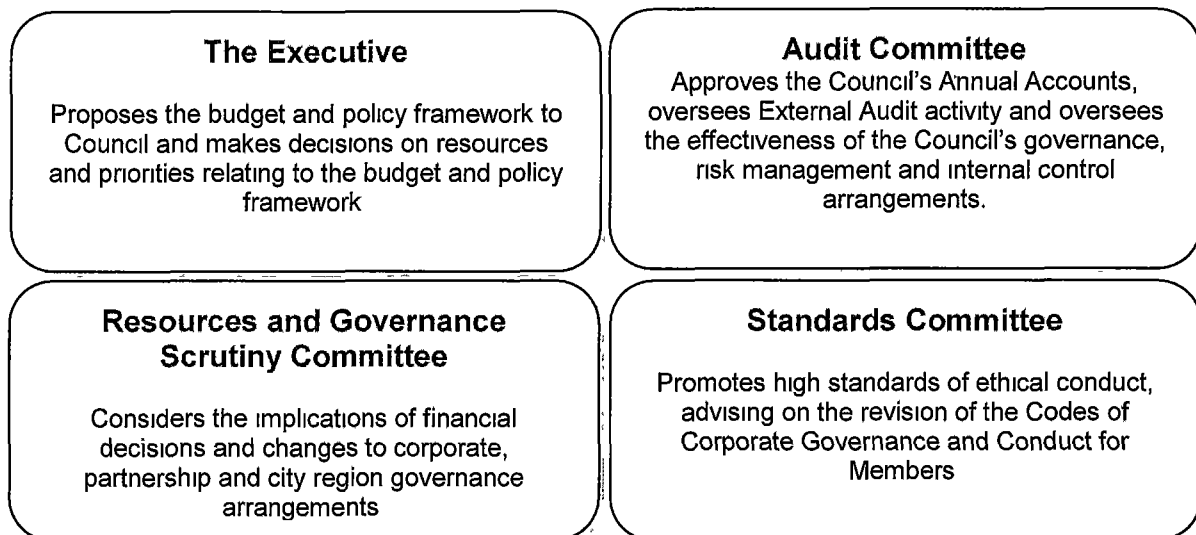 The Executive
Proposes the budget and policy framework to
Council and makes decisions on resources
and priorities relating to the budget and policy
framework
Audit Committee
Approves the Council's Annual Accounts,
oversees External Audit activity and oversees
the effectiveness of the Council's governance,
risk management and internal control
arrangements.
Resources and Governance
Scrutiny Committee
Considers the implications of financial
decisions and changes to corporate,
partnership and city region governance
arrangements
Standards Committee
Promotes high standards of ethical conduct,
advising on the revision of the Codes of
Corporate Governance and Conduct for
Members